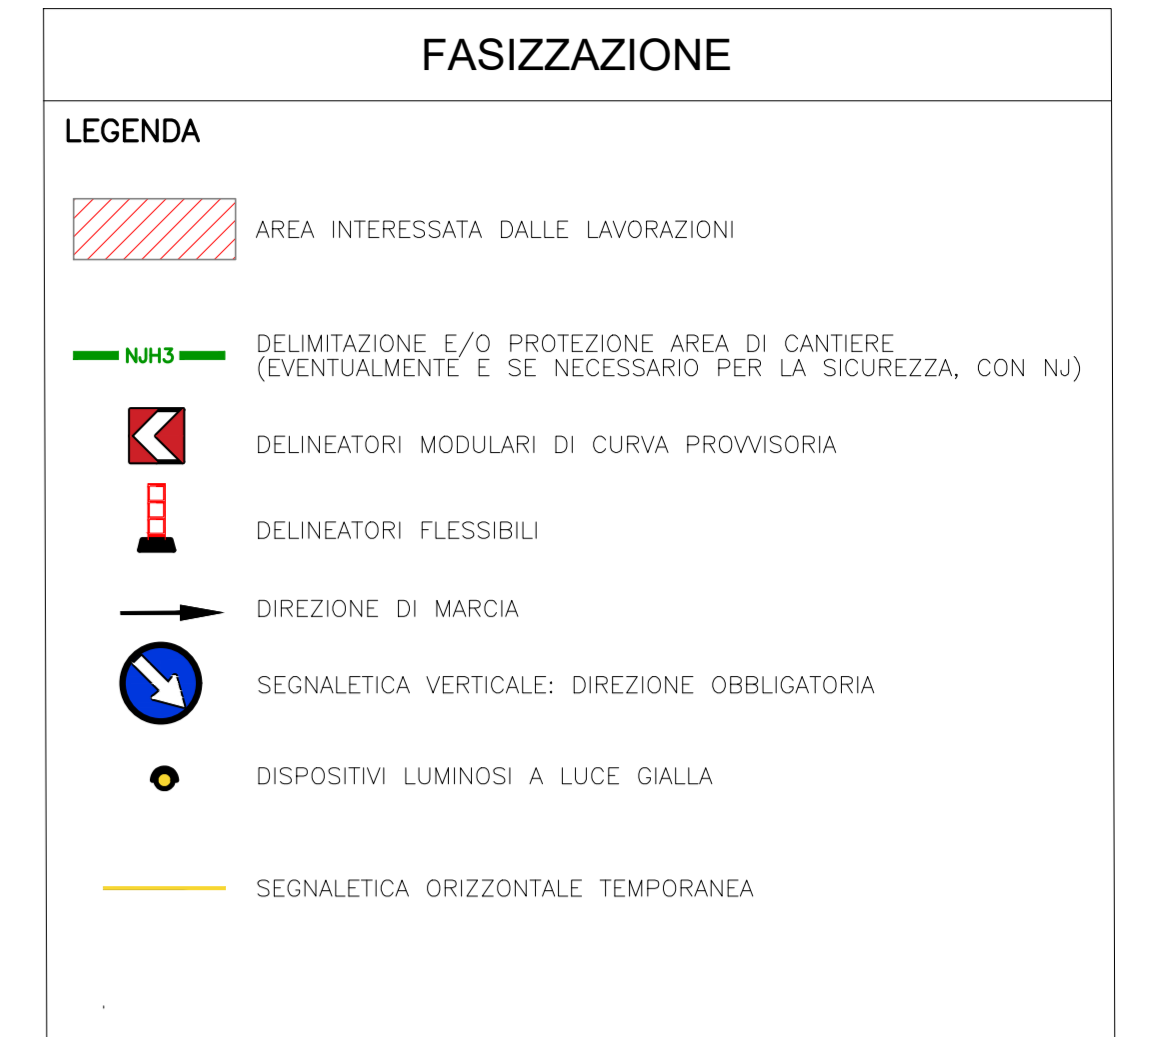 FASIZZAZIONE
LEGENDA
AREA INTERESSATA DALLE LAVORAZIONI
NJH3
DELIMITAZIONE E/O PROTEZIONE AREA DI CANTIERE
(EVENTUALMENTE E SE NECESSARIO PER LA SICUREZZA, CON NJ)
DELINEATORI MODULARI DI CURVA PROVVISORIA
DELINEATORI FLESSIBILI
DIREZIONE DI MARCIA
SEGNALETICA VERTICALE: DIREZIONE OBBLIGATORIA
DISPOSITIVI LUMINOSI A LUCE GIALLA
SEGNALETICA ORIZZONTALE TEMPORANEA